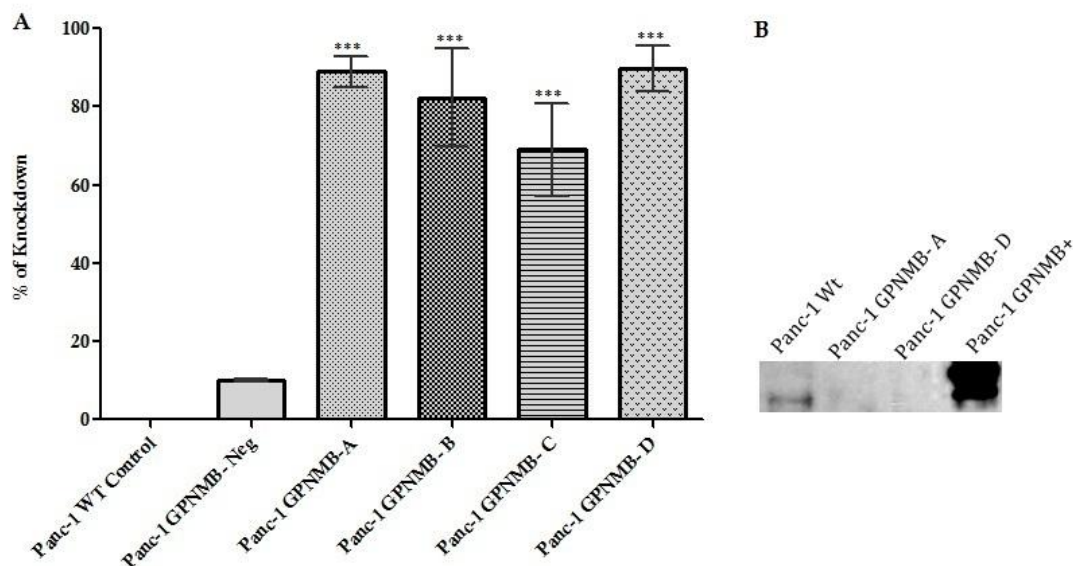 A
100
80
60
40
20
0
% of Knockdown
***
***
***
***
Panc-1 WT Control
Panc-1 GPNMB- Neg
Panc-1 GPNMB-A
Panc-1 GPNMB- B
Panc-1 GPNMB- C
Panc-1 GPNMB- D
B
Panc-1 Wt
Panc-1 GPNMB- A
Panc-1 GPNMB- D
Panc-1 GPNMB+